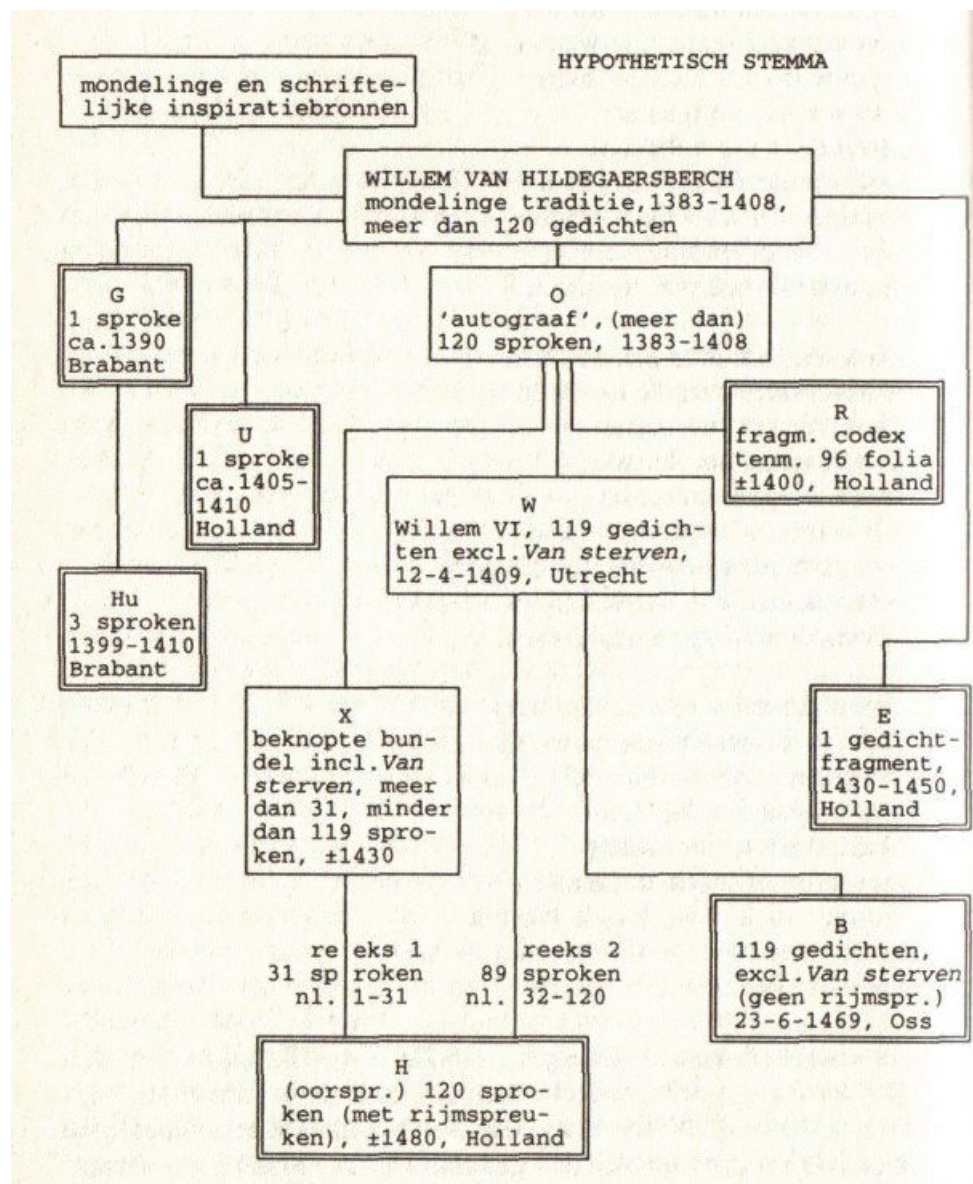 HYPOTHETISCH STEMMA
mondelinge en schrifte-
lijke inspiratiebronnen
WILLEM VAN HILDEGAERSBERCH
mondelinge traditie,1383-1408,
meer dan 120 gedichten
G
1 sproke
ca.1390
Brabant
O
'autograaf',(meer dan)
120 sproken, 1383-1408
U
1 sproke
ca.1405-
1410
Holland
R
fragm. codex
tenm. 96 folia
±1400, Holland
W
Willem VI, 119 gedich-
ten excl.Van sterven,
12-4-1409, Utrecht
Hu
3 sproken
1399-1410
Brabant
X
beknopte bun-
del incl.Van
sterven, meer
dan 31, minder
dan 119 spro-
ken, ±1430
E
1 gedicht-
fragment,
1430-1450,
Holland
reeks 1
31 sproken
nl. 1-31
reeks 2
89 sproken
nl. 32-120
B
119 gedichten,
excl.Van sterven
(geen rijmspr.)
23-6-1469, Oss
H
(oorspr.) 120 spro-
ken (met rijmspreu-
ken), ±1480, Holland